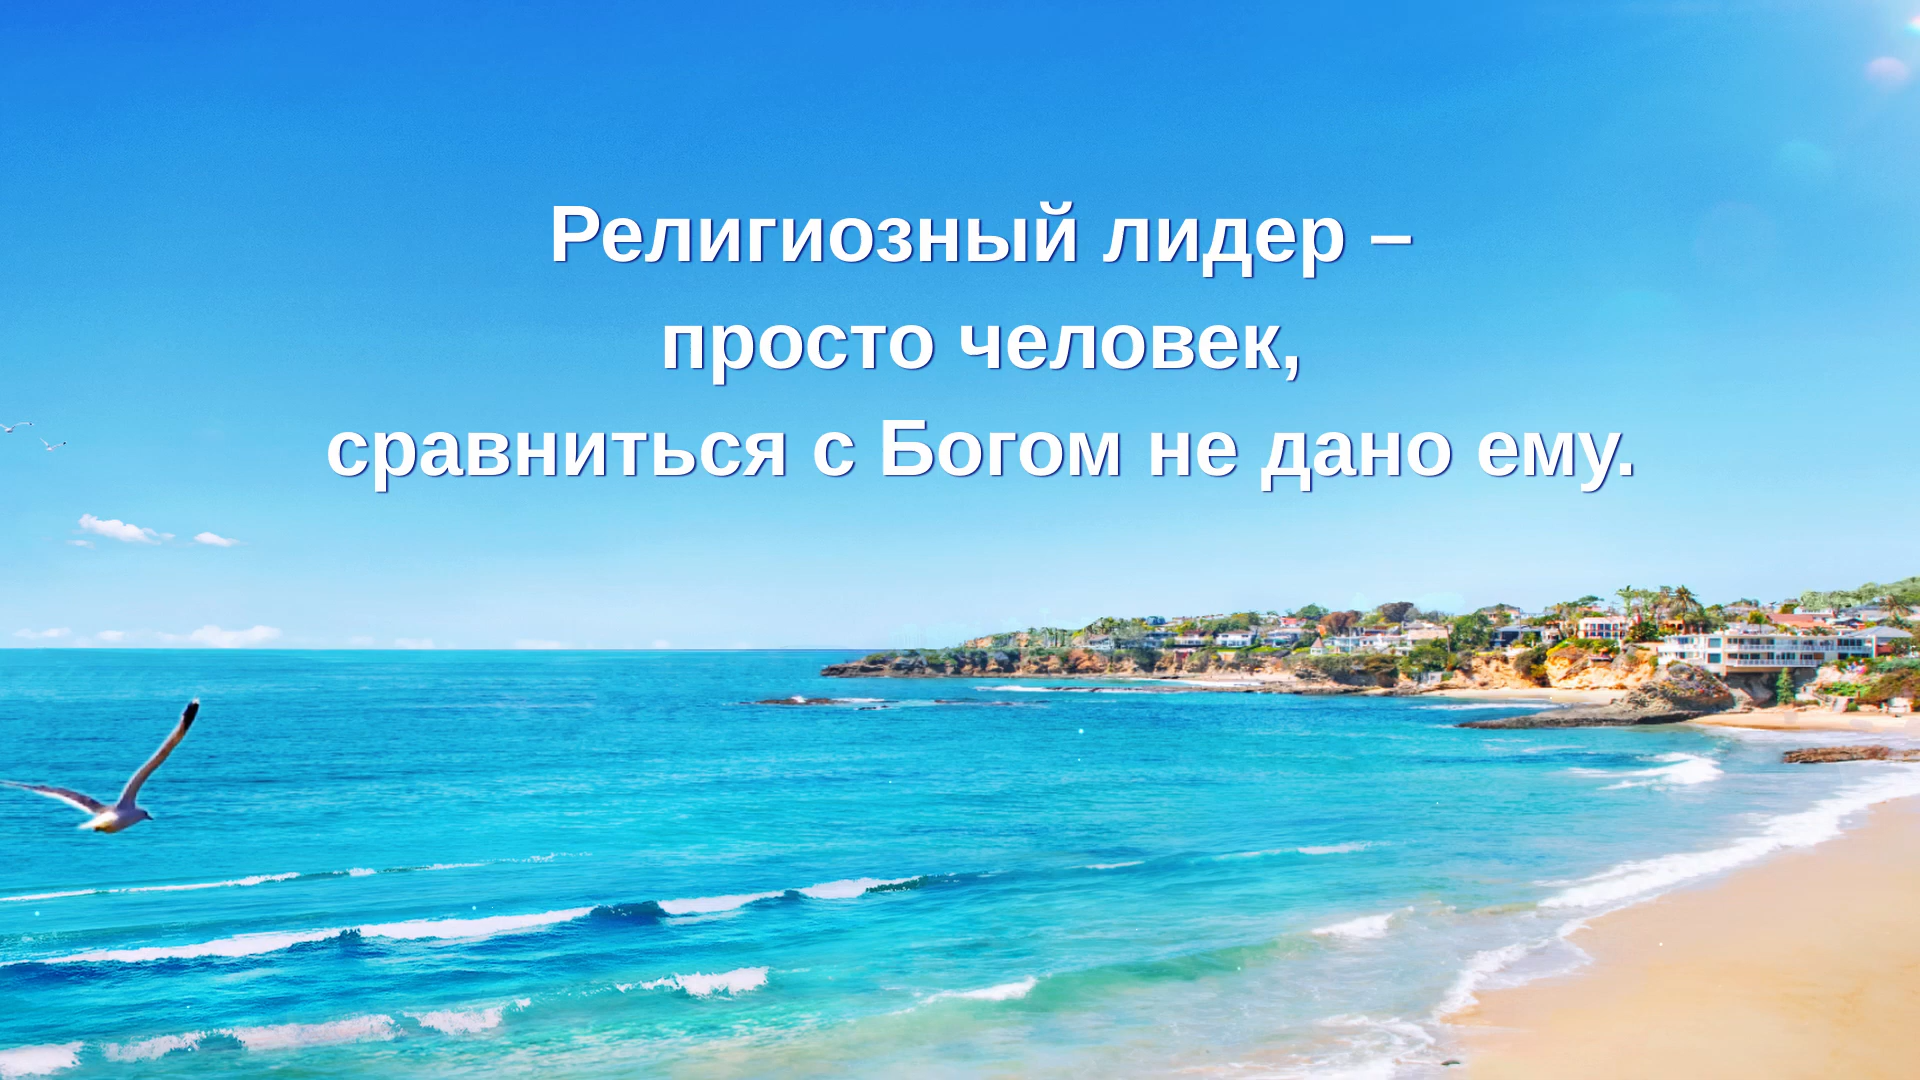 Религиозный лидер –
просто человек,
сравниться с Богом не дано ему.